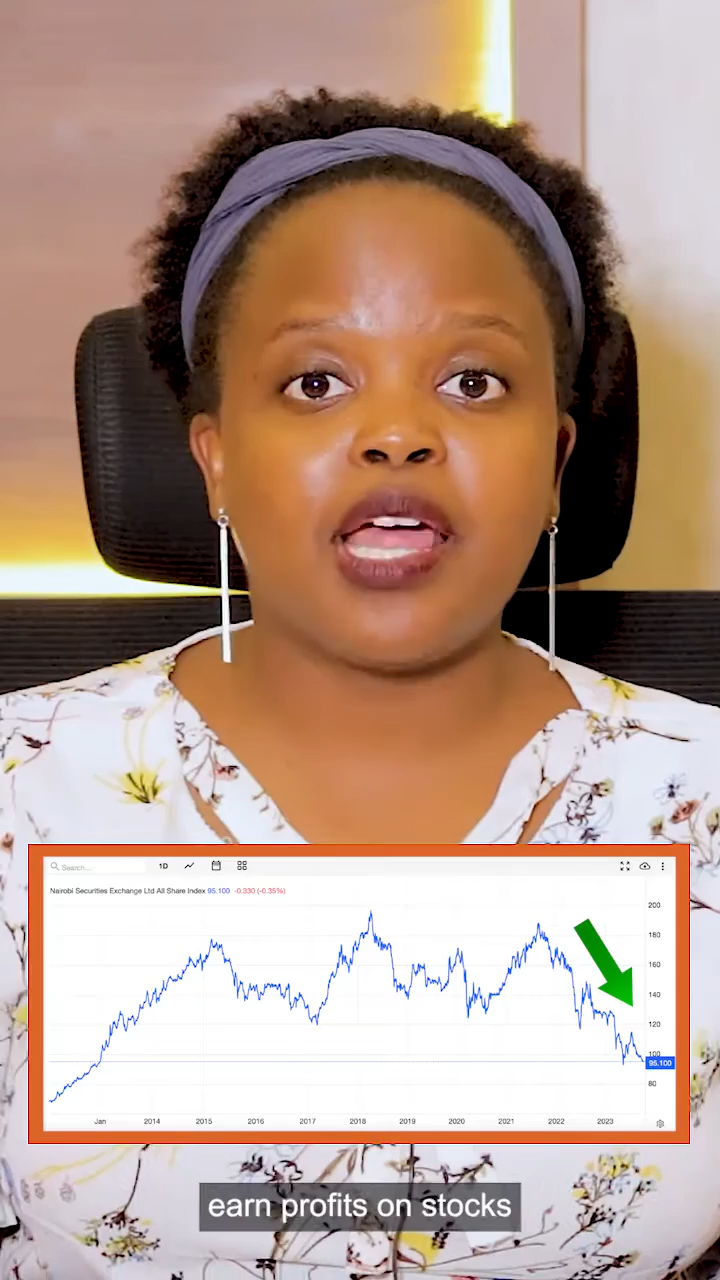 Search...
1D
Nairobi Securities Exchange Ltd All Share Index 95.100 -0.330 (-0.35%)
200
180
160
140
120
100
95.100
80
Jan 2014 2015 2016 2017 2018 2019 2020 2021 2022 2023
earn profits on stocks